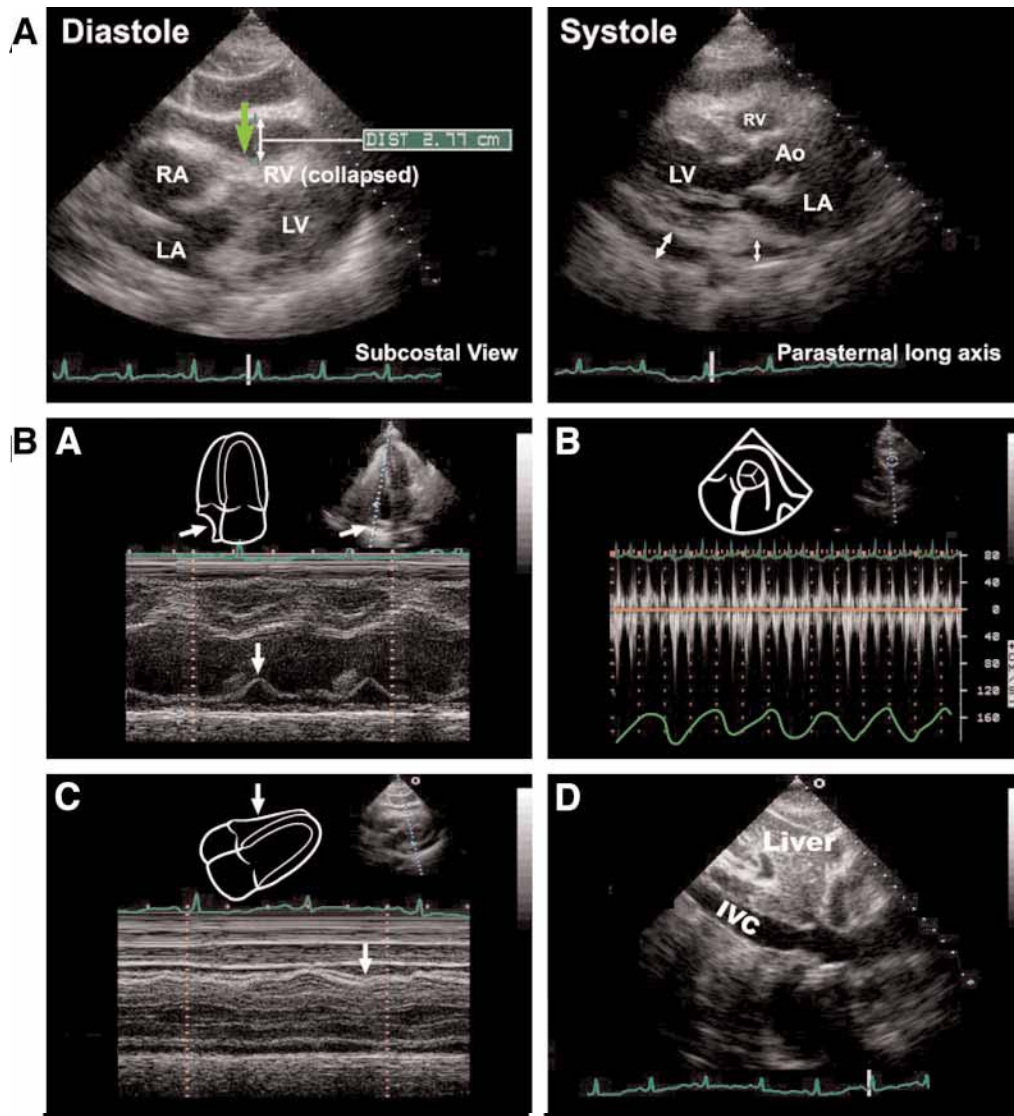 A
Diastole
DIST 2.77 cm
RA
RV (collapsed)
LV
LA
Subcostal View
Systole
RV
Ao
LV
LA
Parasternal long axis
B
A
B
80
40
0
40
80
120
160
C
D
Liver
IVC